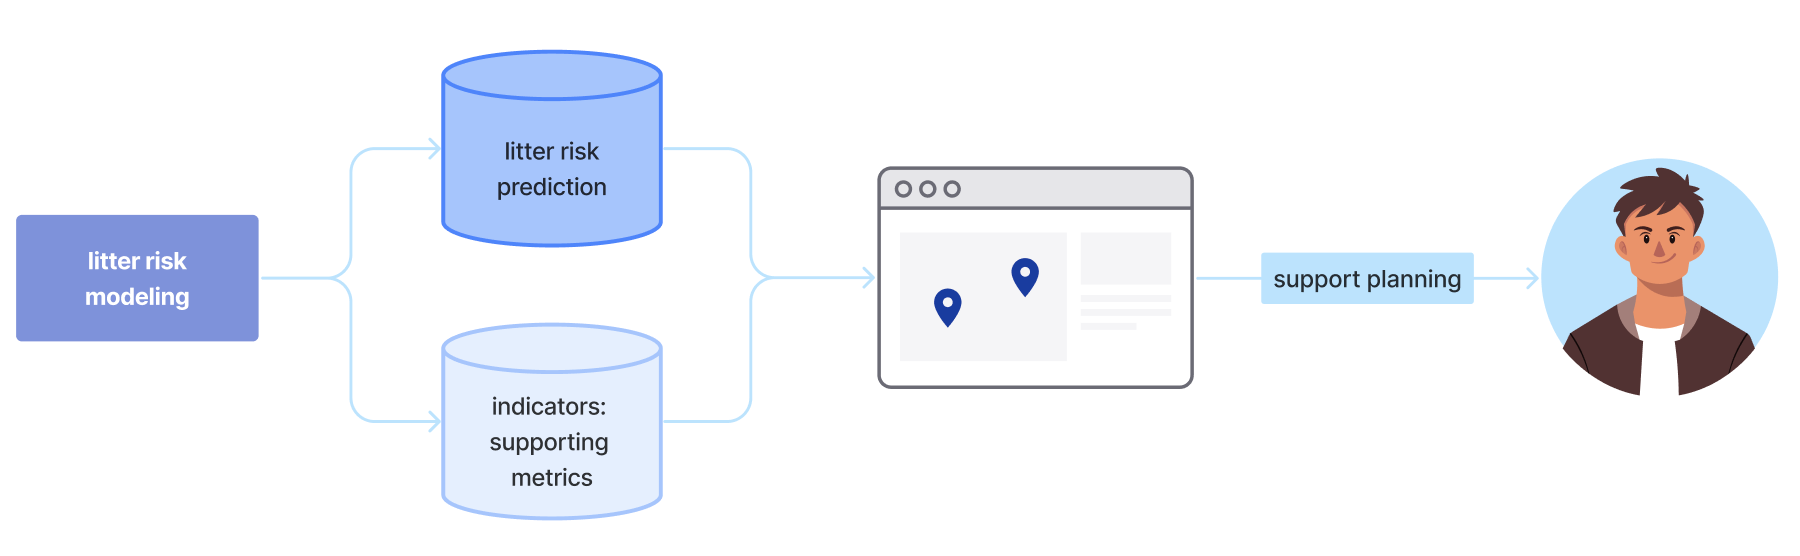 litter risk
modeling
litter risk
prediction
indicators:
supporting
metrics
support planning